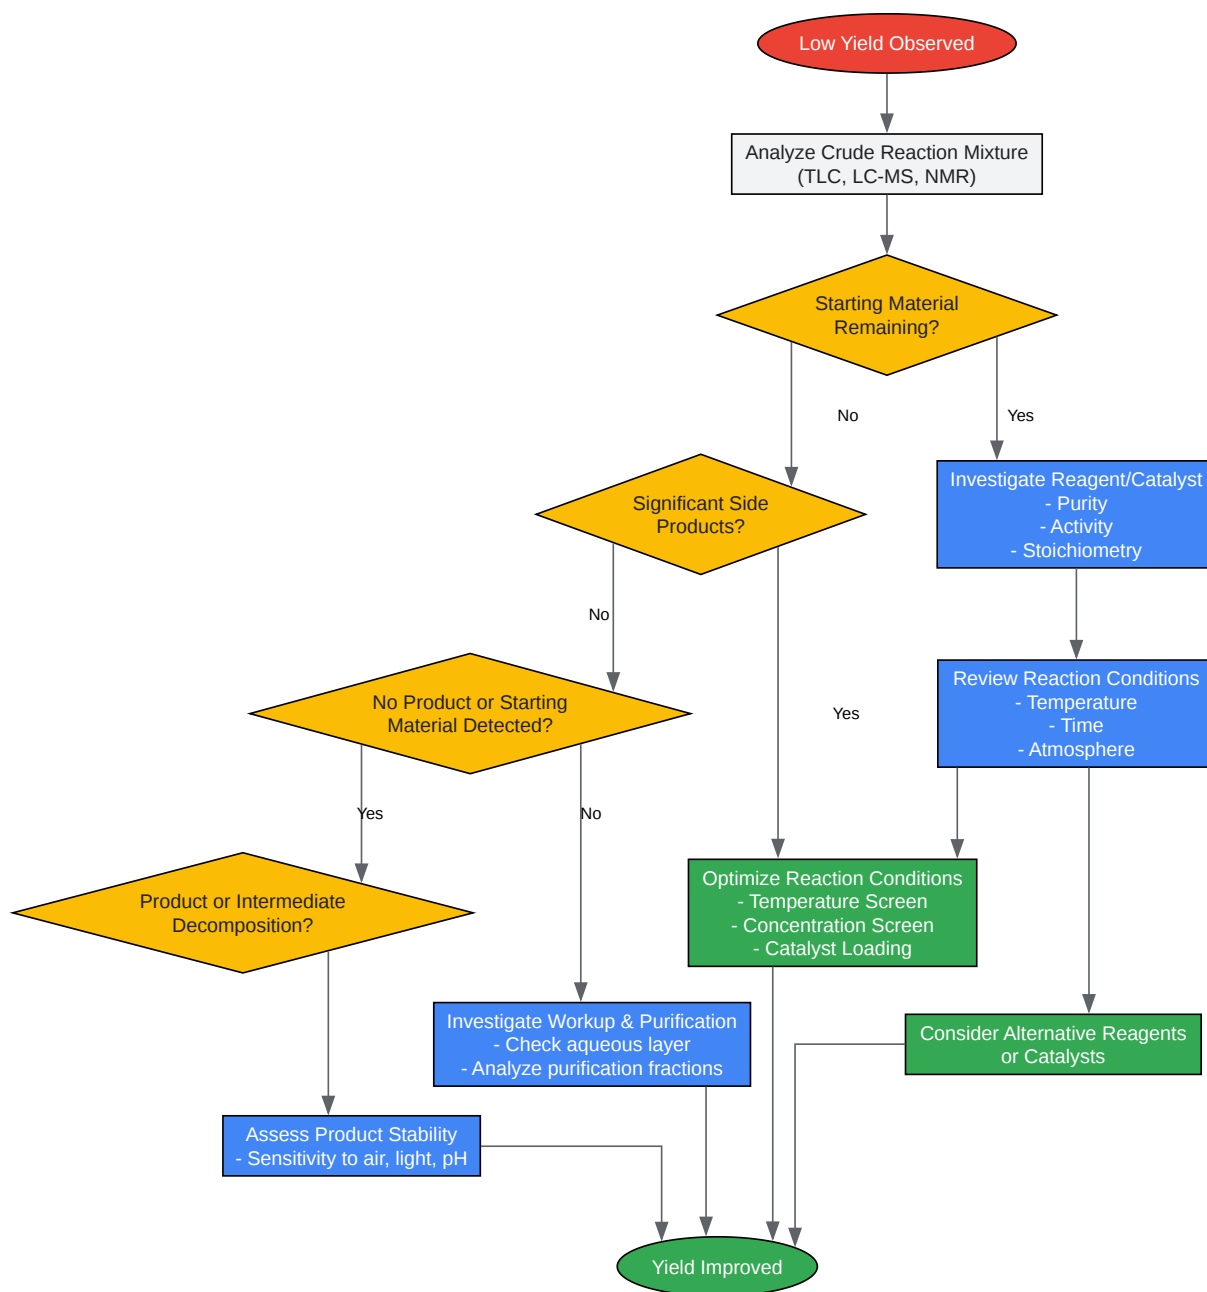 Low Yield Observed
Analyze Crude Reaction Mixture
(TLC, LC-MS, NMR)
Starting Material
Remaining?
No
Yes
Significant Side
Products?
Investigate Reagent/Catalyst
- Purity
- Activity
- Stoichiometry
No
Yes
No Product or Starting
Material Detected?
Review Reaction Conditions
- Temperature
- Time
- Atmosphere
Yes
No
Product or Intermediate
Decomposition?
Optimize Reaction Conditions
- Temperature Screen
- Concentration Screen
- Catalyst Loading
Investigate Workup & Purification
- Check aqueous layer
- Analyze purification fractions
Consider Alternative Reagents
or Catalysts
Assess Product Stability
- Sensitivity to air, light, pH
Yield Improved